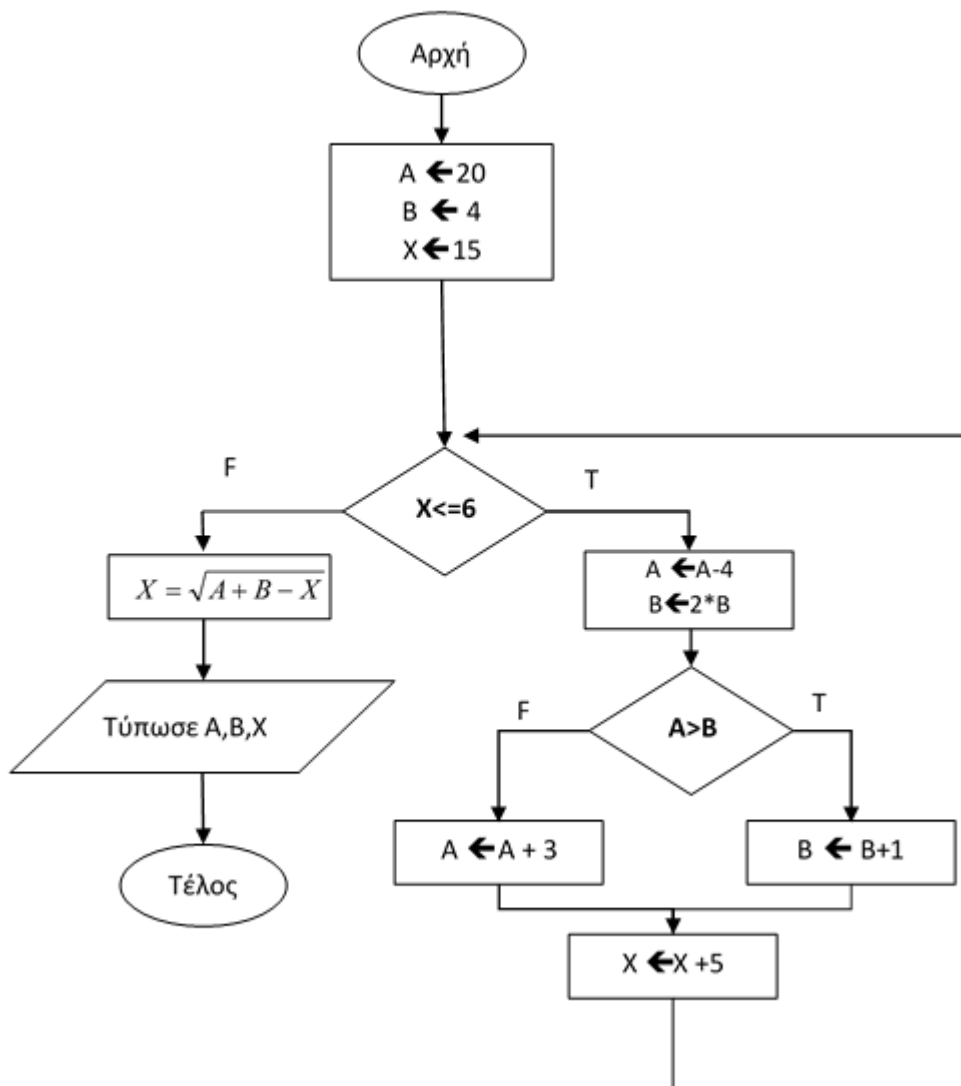 Αρχή
A 🡸 20
B 🡸 4
X 🡸 15
F
X<=6
T
X = √A + B − X
A 🡸 A-4
B 🡸 2*B
Τύπωσε A,B,X
F
A>B
T
A 🡸 A + 3
B 🡸 B+1
Τέλος
X 🡸 X +5